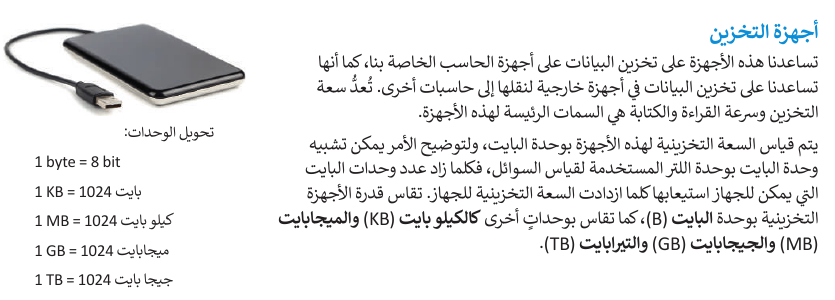 أجهزة التخزين
تساعدنا هذه الأجهزة على تخزين البيانات على أجهزة الحاسب الخاصة بنا، كما أنها
تساعدنا على تخزين البيانات في أجهزة خارجية لنقلها إلى حاسبات أخرى. تُعدُّ سعة
التخزين وسرعة القراءة والكتابة هي السمات الرئيسة لهذه الأجهزة.
يتم قياس السعة التخزينية لهذه الأجهزة بوحدة البايت، ولتوضيح الأمر يمكن تشبيه
وحدة البايت بوحدة اللتر المستخدمة لقياس السوائل، فكلما زاد عدد وحدات البايت
التي يمكن للجهاز استيعابها كلما ازدادت السعة التخزينية للجهاز. تقاس قدرة الأجهزة
التخزينية بوحدة البايت (B)، كما تقاس بوحداتٍ أخرى كالكيلو بايت (KB) والميجابايت
(MB) والجيجابايت (GB) والتيرابايت (TB).
تحويل الوحدات:
1 byte = 8 bit
1 KB = 1024 بايت
1 MB = 1024 كيلو بايت
1 GB = 1024 ميجابايت
1 TB = 1024 جيجا بايت